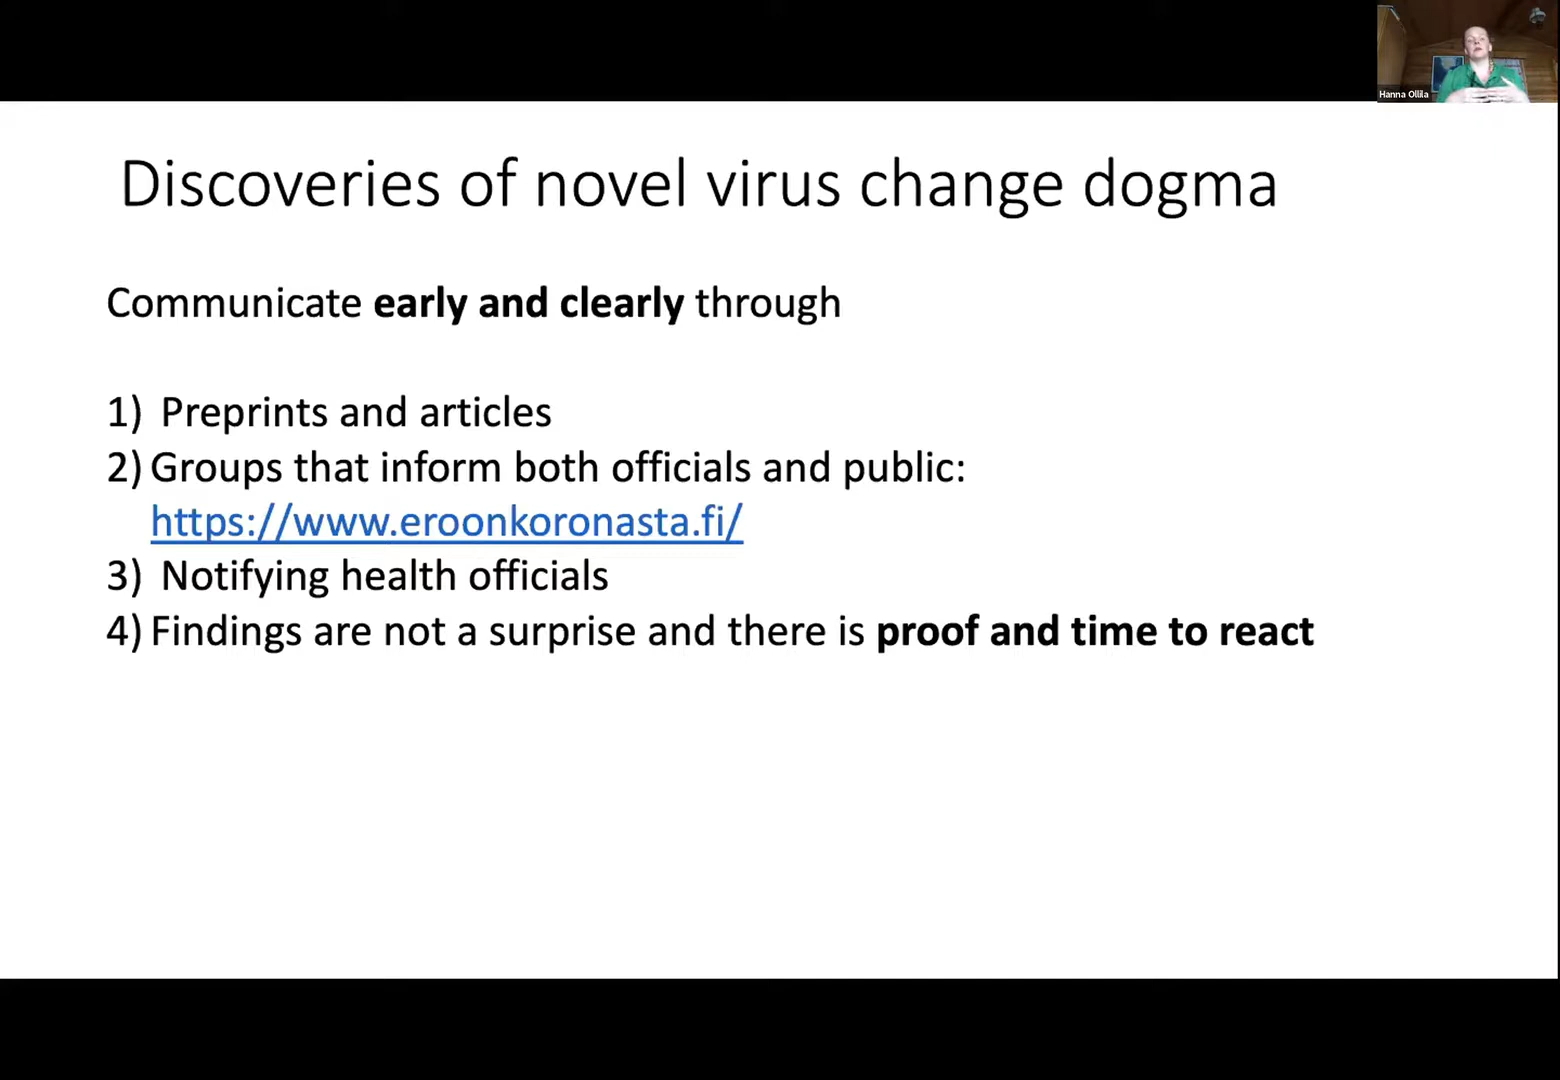 Hanna Ollila
Discoveries of novel virus change dogma
Communicate early and clearly through
1) Preprints and articles
2) Groups that inform both officials and public:
https://www.eroonkoronasta.fi/
3) Notifying health officials
4) Findings are not a surprise and there is proof and time to react